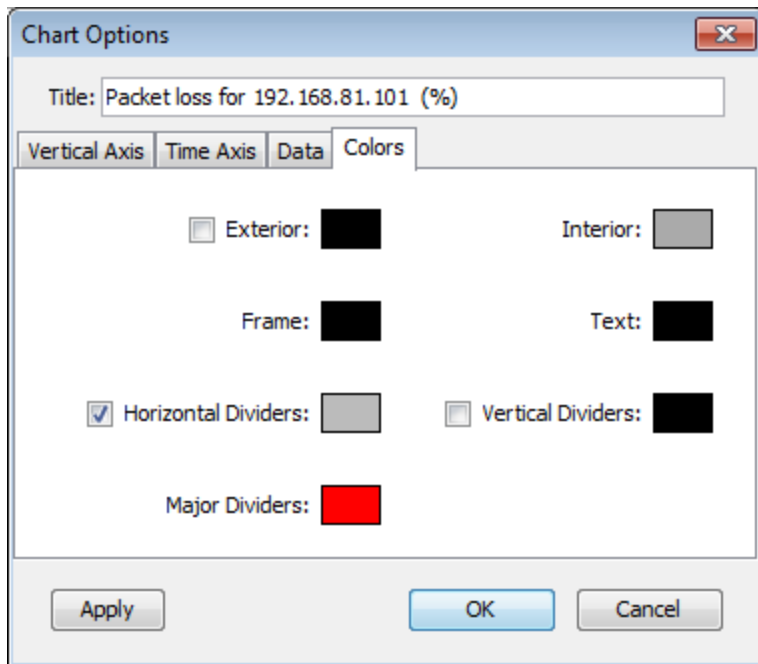 Chart Options
Title: Packet loss for 192.168.81.101 (%)
Vertical Axis Time Axis Data Colors
Exterior: Interior:
Frame: Text:
Horizontal Dividers: Vertical Dividers:
Major Dividers:
Apply OK Cancel